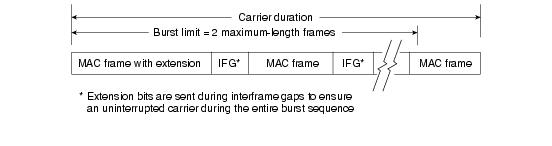 Carrier duration
Burst limit = 2 maximum-length frames
MAC frame with extension IFG* MAC frame IFG* MAC frame
* Extension bits are sent during interframe gaps to ensure
an uninterrupted carrier during the entire burst sequence